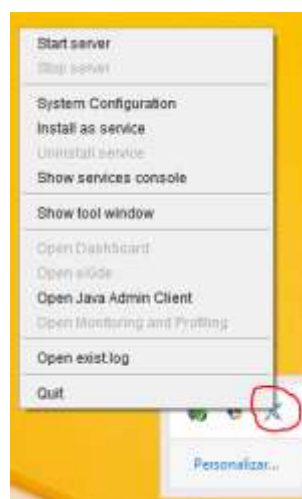 Start server
Stop server
System Configuration
Install as service
Uninstall service
Show services console
Show tool window
Open Dashboard
Open eXide
Open Java Admin Client
Open Monitoring and Profiling
Open exist.log
Quit
Personalizar...